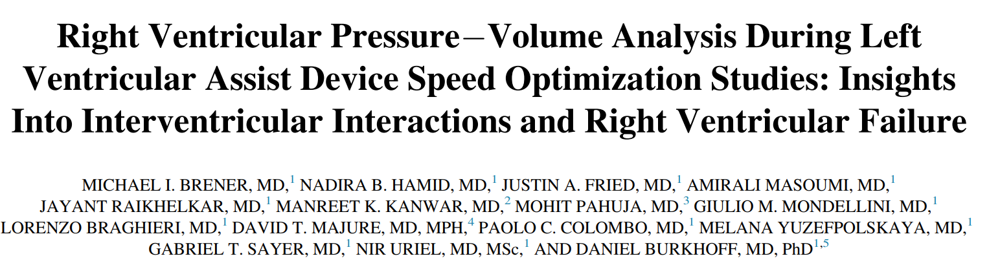 Right Ventricular Pressure–Volume Analysis During Left
Ventricular Assist Device Speed Optimization Studies: Insights
Into Interventricular Interactions and Right Ventricular Failure
MICHAEL I. BRENER, MD,1 NADIRA B. HAMID, MD,1 JUSTIN A. FRIED, MD,1 AMIRALI MASOUMI, MD,1
JAYANT RAIKHELKAR, MD,1 MANREET K. KANWAR, MD,2 MOHIT PAHUJA, MD,3 GIULIO M. MONDELLINI, MD,1
LORENZO BRAGHIERI, MD,1 DAVID T. MAJURE, MD, MPH,4 PAOLO C. COLOMBO, MD,1 MELANA YUZEFPOLSKAYA, MD,1
GABRIEL T. SAYER, MD,1 NIR URIEL, MD, MSc,1 AND DANIEL BURKHOFF, MD, PhD1,5